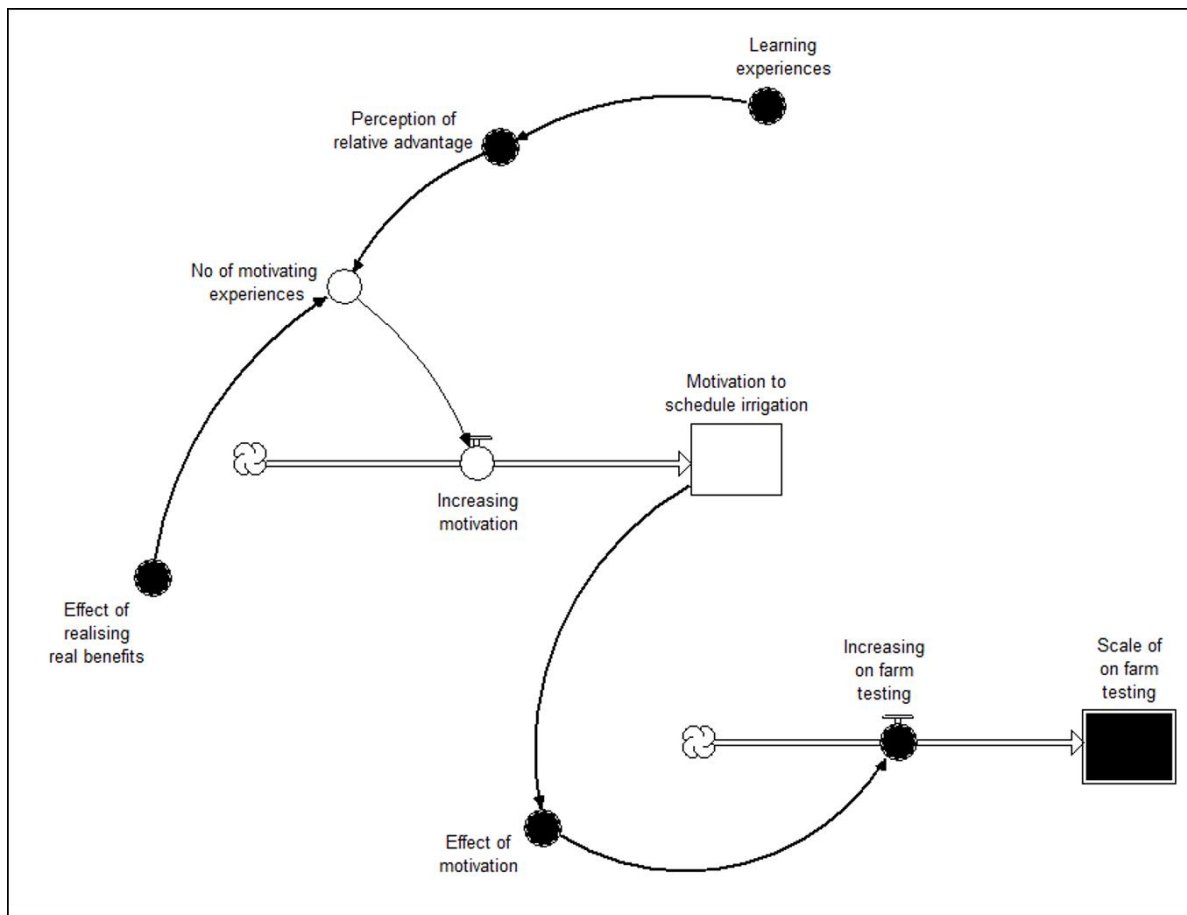 Learning
experiences
Perception of
relative advantage
No of motivating
experiences
Motivation to
schedule irrigation
Increasing
motivation
Effect of
realising
real benefits
Increasing
on farm
testing
Scale of
on farm
testing
Effect of
motivation